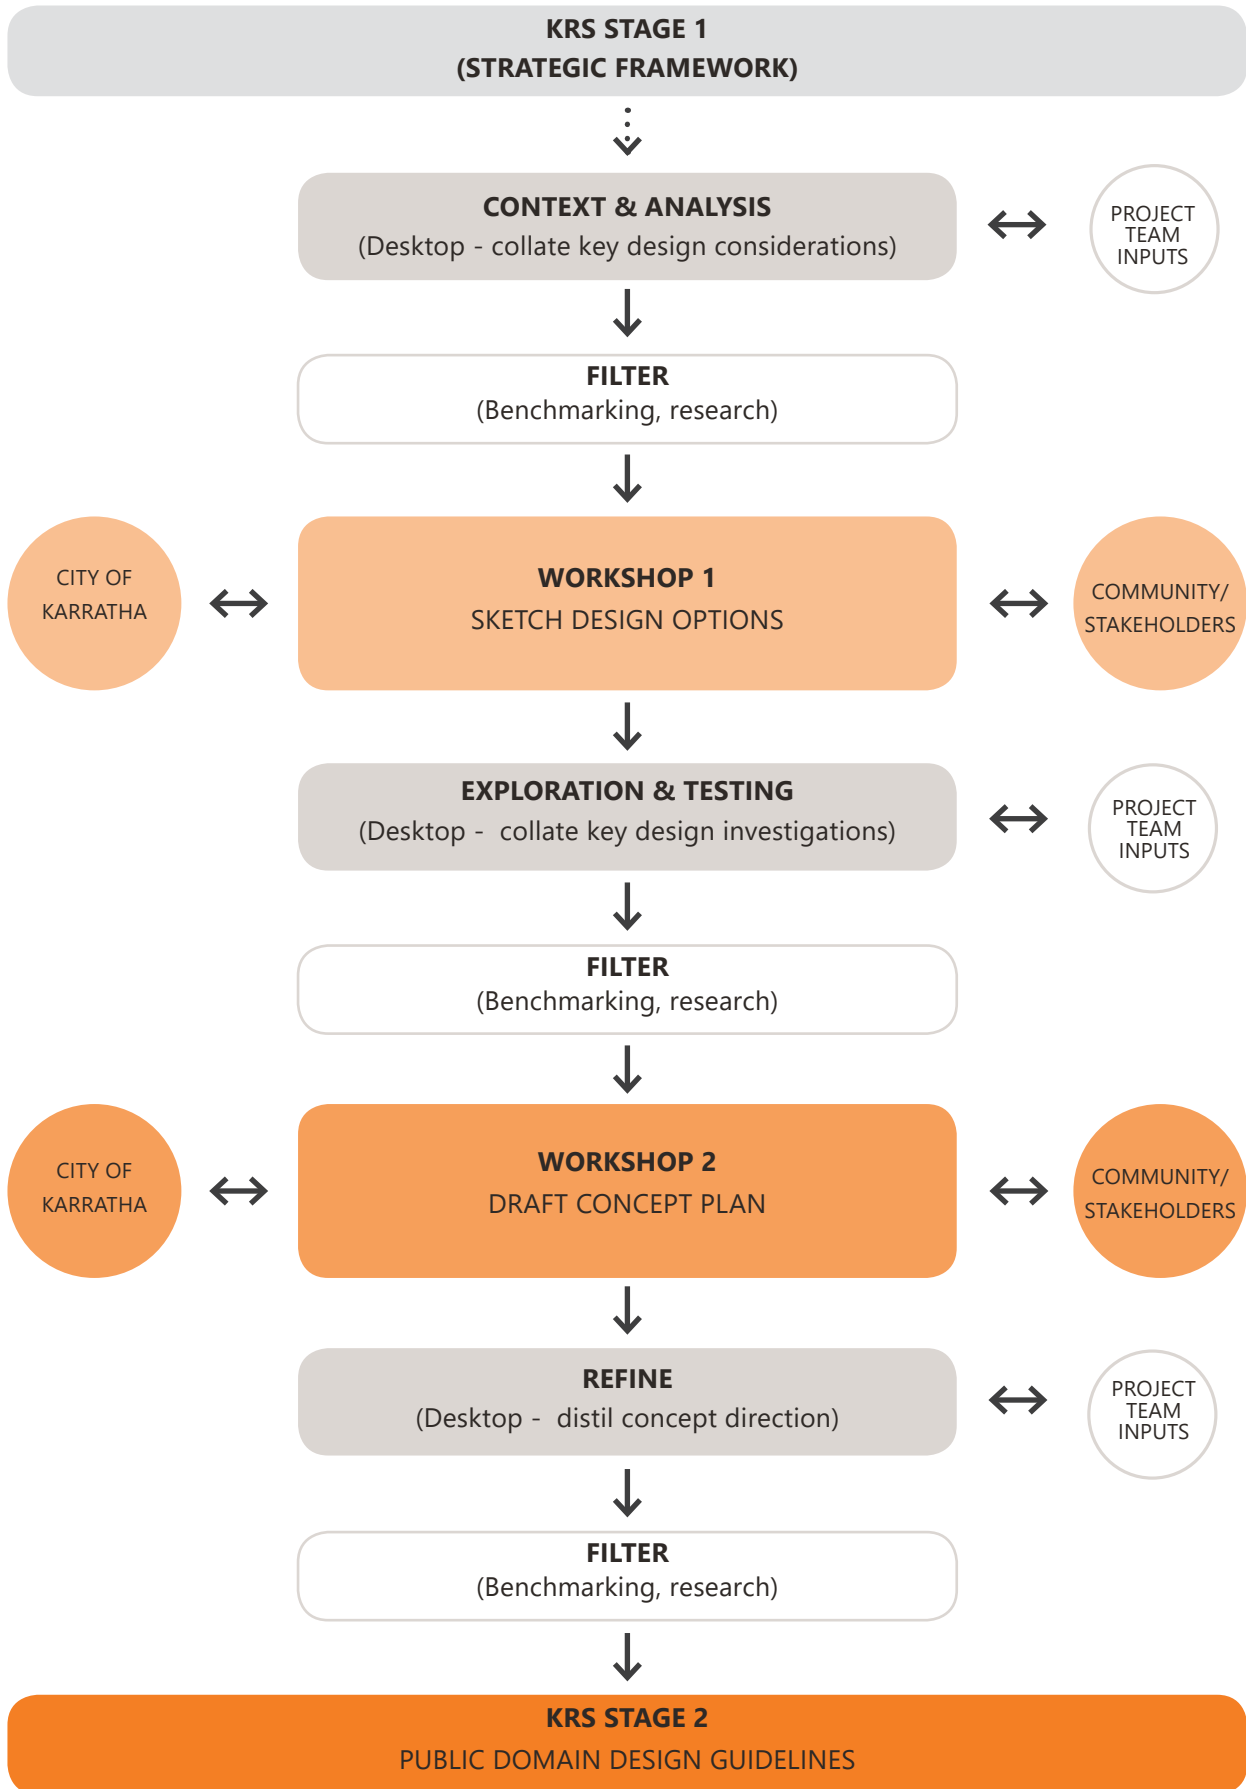 KRS STAGE 1
(STRATEGIC FRAMEWORK)
CONTEXT & ANALYSIS
(Desktop - collate key design considerations)
PROJECT
TEAM
INPUTS
FILTER
(Benchmarking, research)
CITY OF
KARRATHA
WORKSHOP 1
SKETCH DESIGN OPTIONS
COMMUNITY/
STAKEHOLDERS
EXPLORATION & TESTING
(Desktop -  collate key design investigations)
PROJECT
TEAM
INPUTS
FILTER
(Benchmarking, research)
CITY OF
KARRATHA
WORKSHOP 2
DRAFT CONCEPT PLAN
COMMUNITY/
STAKEHOLDERS
REFINE
(Desktop -  distil concept direction)
PROJECT
TEAM
INPUTS
FILTER
(Benchmarking, research)
KRS STAGE 2
PUBLIC DOMAIN DESIGN GUIDELINES